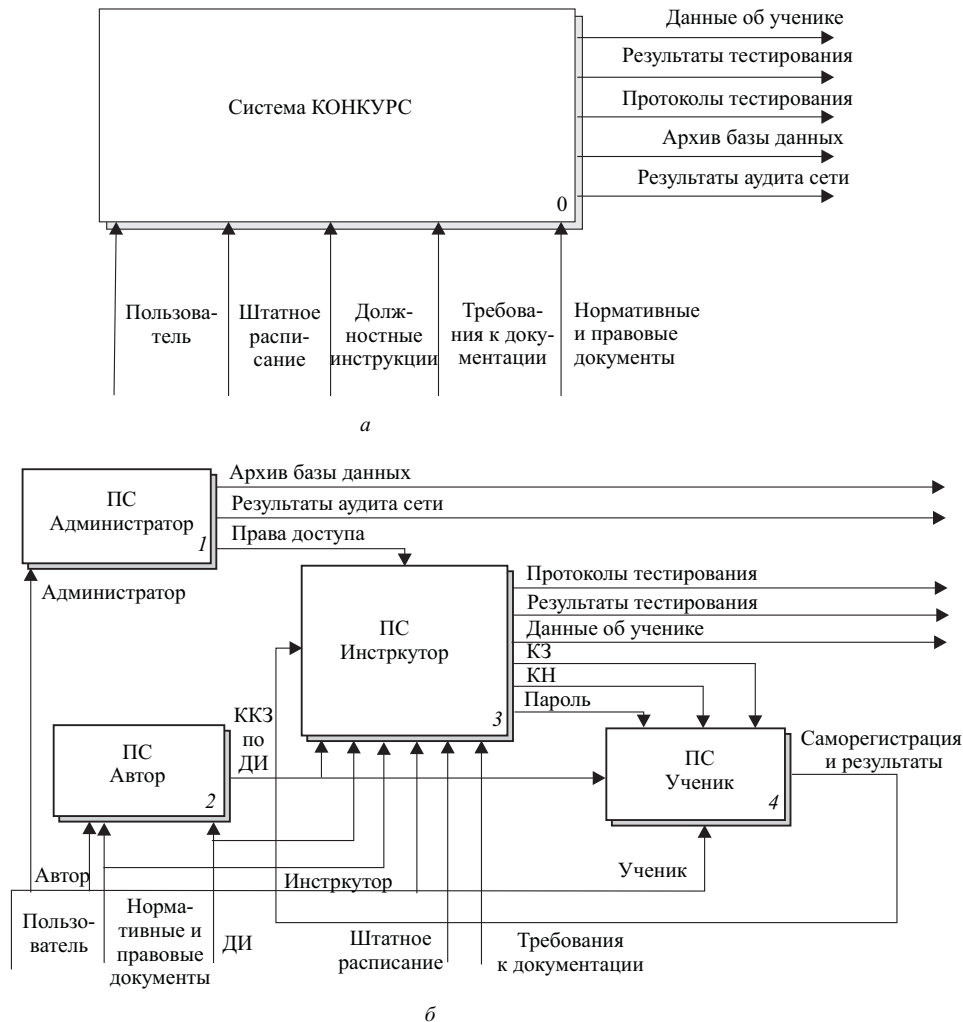 Данные об ученике
Результаты тестирования
Протоколы тестирования
Система КОНКУРС
Архив базы данных
Результаты аудита сети
0
Пользова-
тель
Штатное
распи-
сание
Долж-
ностные
инструкции
Требова-
ния к доку-
ментации
Нормативные
и правовые
документы
а
ПС
Администратор
1
Архив базы данных
Результаты аудита сети
Права доступа
Администратор
ПС
Инстркутор
3
Протоколы тестирования
Результаты тестирования
Данные об ученике
КЗ
КН
Пароль
ПС
Автор
2
ККЗ
по
ДИ
ПС
Ученик
4
Саморегистрация
и результаты
Автор
Инстркутор
Ученик
Пользо-
ватель
Норма-
тивные и
правовые
документы
ДИ
Штатное
расписание
Требования
к документации
б